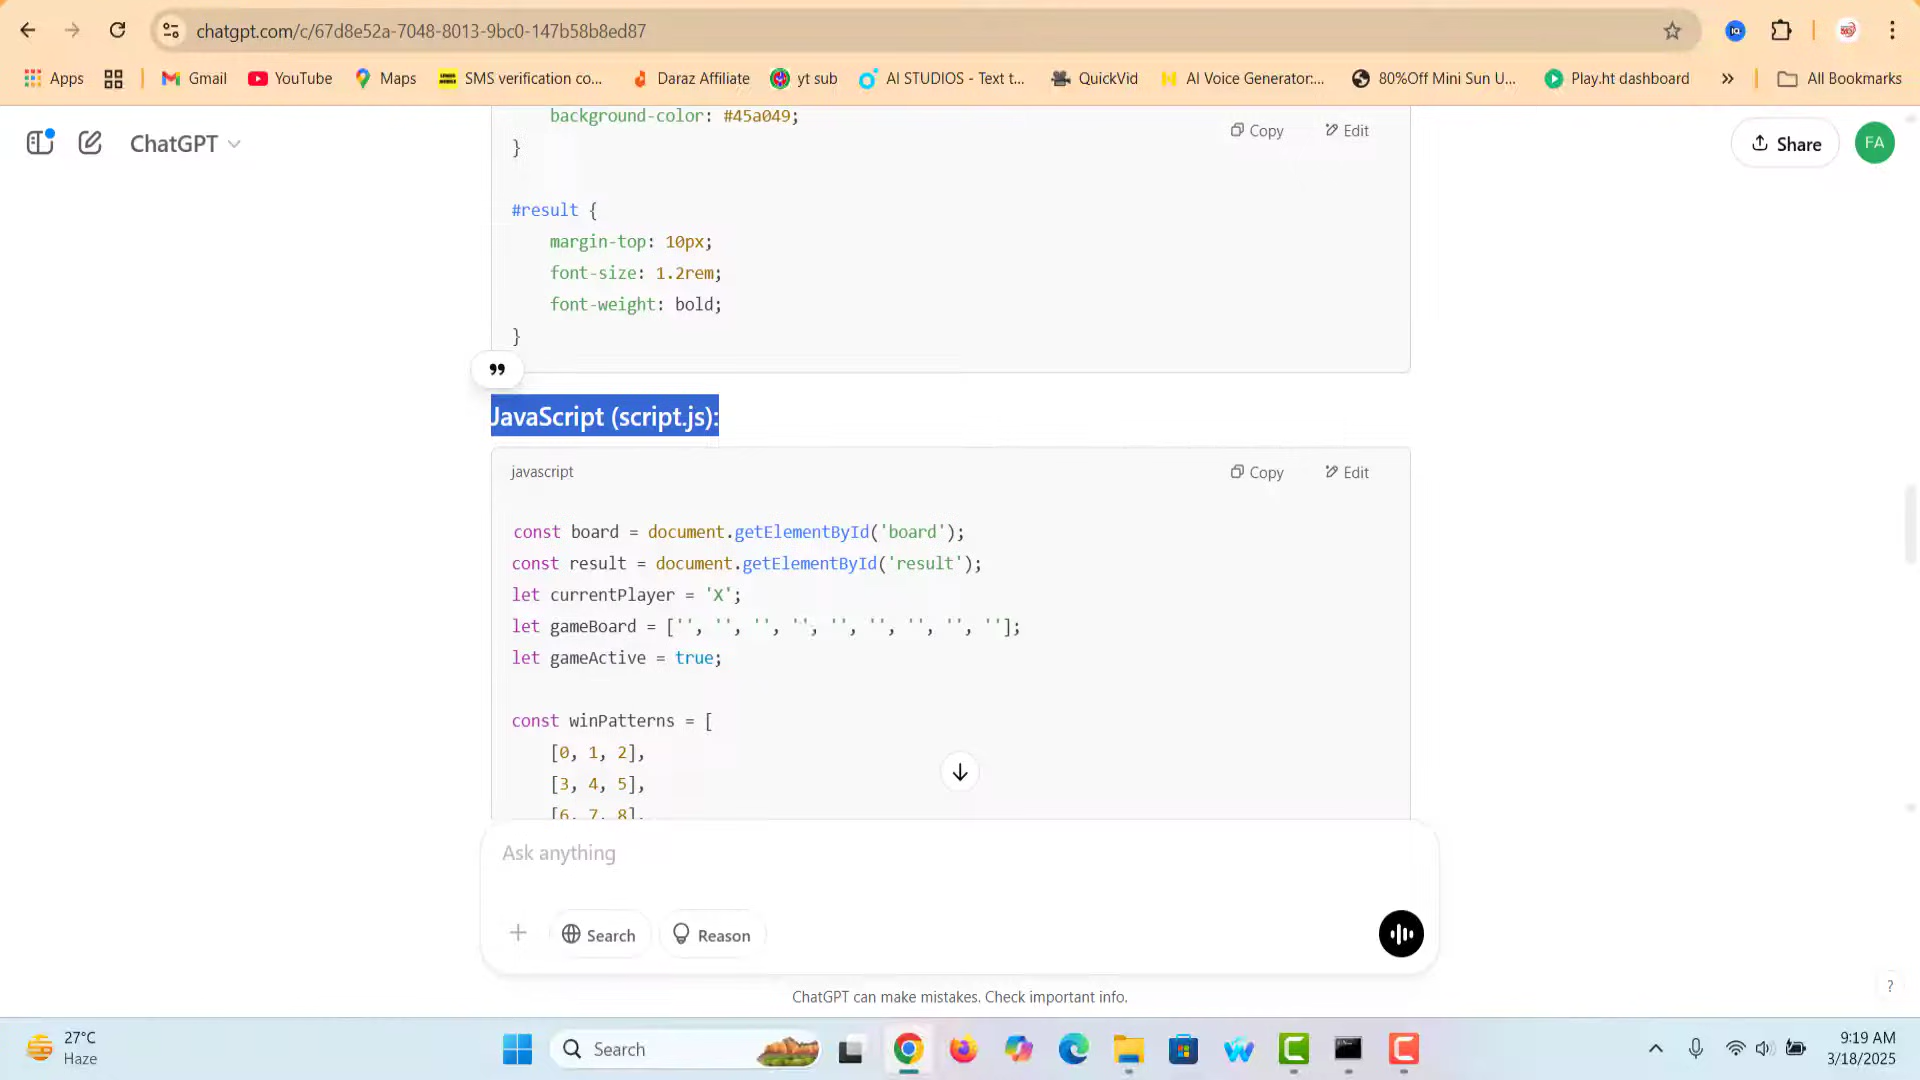 chatgpt.com/c/67d8e52a-7048-8013-9bc0-147b58b8ed87
Apps
Gmail
YouTube
Maps
SMS verification co...
Daraz Affiliate
yt sub
AI STUDIOS - Text t...
QuickVid
AI Voice Generator:...
80%Off Mini Sun U...
Play.ht dashboard
»
All Bookmarks
ChatGPT
Share
FA
background-color: #45a049;
Copy
Edit
}
#result {
margin-top: 10px;
font-size: 1.2rem;
font-weight: bold;
}
JavaScript (script.js):
javascript
Copy
Edit
const board = document.getElementById('board');
const result = document.getElementById('result');
let currentPlayer = 'X';
let gameBoard = ['', '', '', '', '', '', '', '', ''];
let gameActive = true;
const winPatterns = [
[0, 1, 2],
[3, 4, 5],
[6, 7, 8],
Ask anything
Search
Reason
ChatGPT can make mistakes. Check important info.
?
27°C
Haze
Search
9:19 AM
3/18/2025